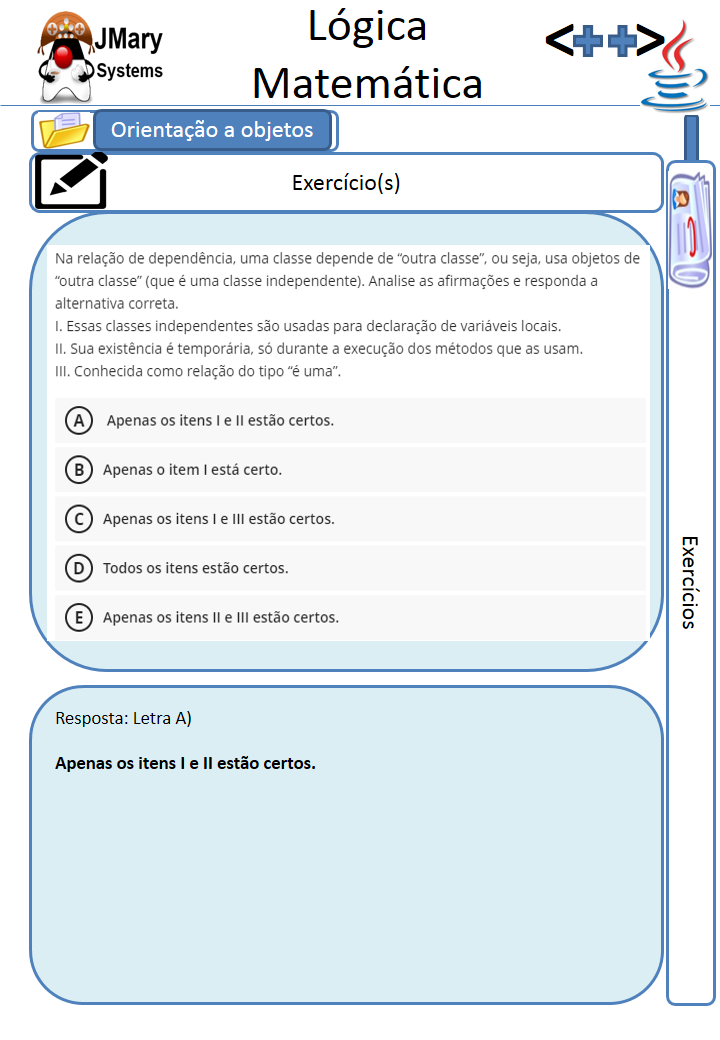 JMary
Systems
Lógica
Matemática
<++>
Orientação a objetos
Exercício(s)
Na relação de dependência, uma classe depende de “outra classe”, ou seja, usa objetos de
“outra classe” (que é uma classe independente). Analise as afirmações e responda a
alternativa correta.
I. Essas classes independentes são usadas para declaração de variáveis locais.
II. Sua existência é temporária, só durante a execução dos métodos que as usam.
III. Conhecida como relação do tipo “é uma”.
A Apenas os itens I e II estão certos.
B Apenas o item I está certo.
C Apenas os itens I e III estão certos.
D Todos os itens estão certos.
E Apenas os itens II e III estão certos.
Exercícios
Resposta: Letra A)
Apenas os itens I e II estão certos.